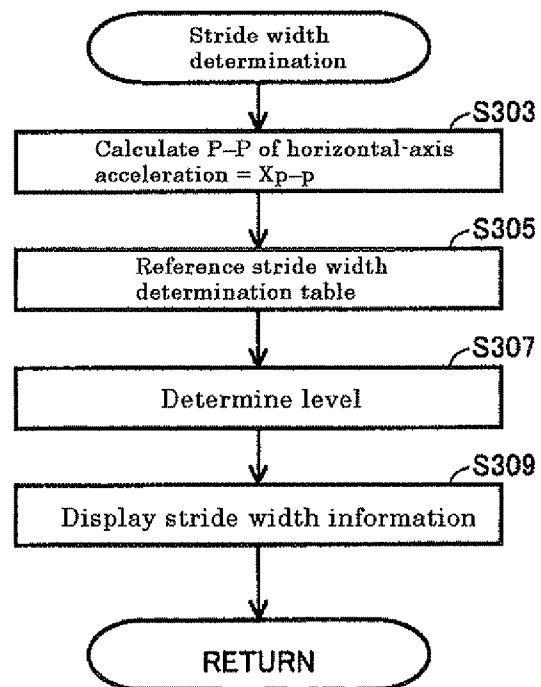 Stride width
determination
S303
Calculate P–P of horizontal-axis
acceleration = Xp–p
S305
Reference stride width
determination table
S307
Determine level
S309
Display stride width information
RETURN